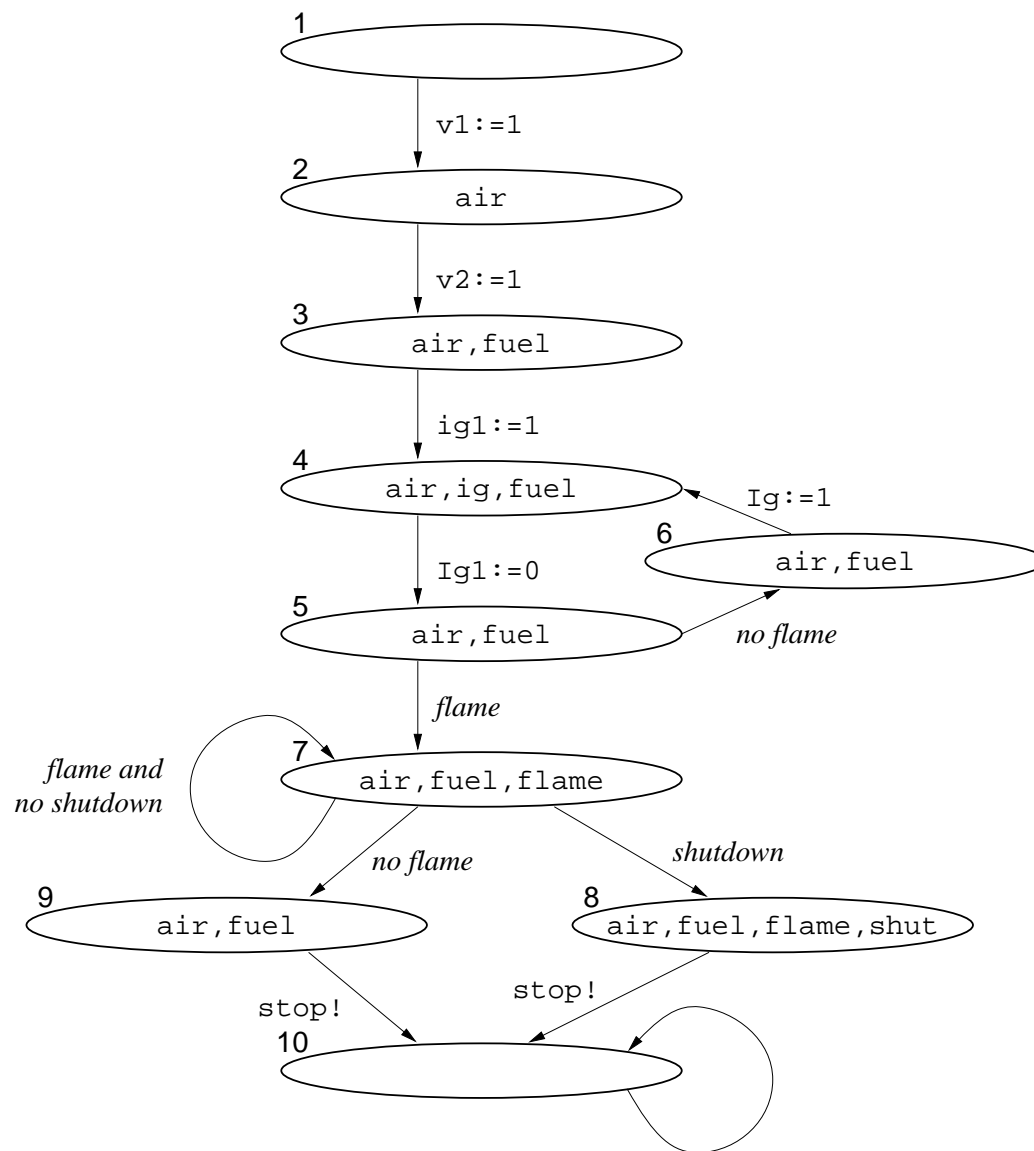 1
v1:=1
2
air
v2:=1
3
air,fuel
ig1:=1
4
air,ig,fuel
Ig:=1
6
air,fuel
Ig1:=0
5
air,fuel
no flame
flame
7
air,fuel,flame
flame and
no shutdown
no flame
shutdown
9
air,fuel
8
air,fuel,flame,shut
stop!
stop!
10